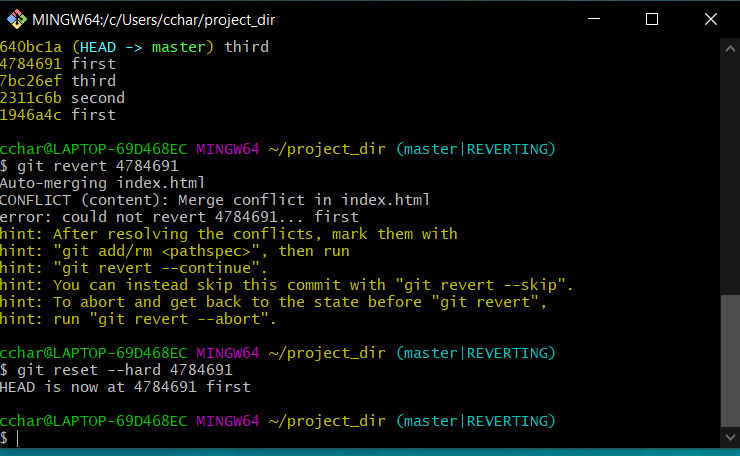 MINGW64:/c/Users/cchar/project_dir
640bc1a (HEAD -> master) third
4784691 first
7bc26ef third
2311c6b second
1946a4c first
cchar@LAPTOP-69D468EC MINGW64 ~/project_dir (master|REVERTING)
$ git revert 4784691
Auto-merging index.html
CONFLICT (content): Merge conflict in index.html
error: could not revert 4784691... first
hint: After resolving the conflicts, mark them with
hint: "git add/rm <pathspec>", then run
hint: "git revert --continue".
hint: You can instead skip this commit with "git revert --skip".
hint: To abort and get back to the state before "git revert",
hint: run "git revert --abort".
cchar@LAPTOP-69D468EC MINGW64 ~/project_dir (master|REVERTING)
$ git reset --hard 4784691
HEAD is now at 4784691 first
cchar@LAPTOP-69D468EC MINGW64 ~/project_dir (master|REVERTING)
$